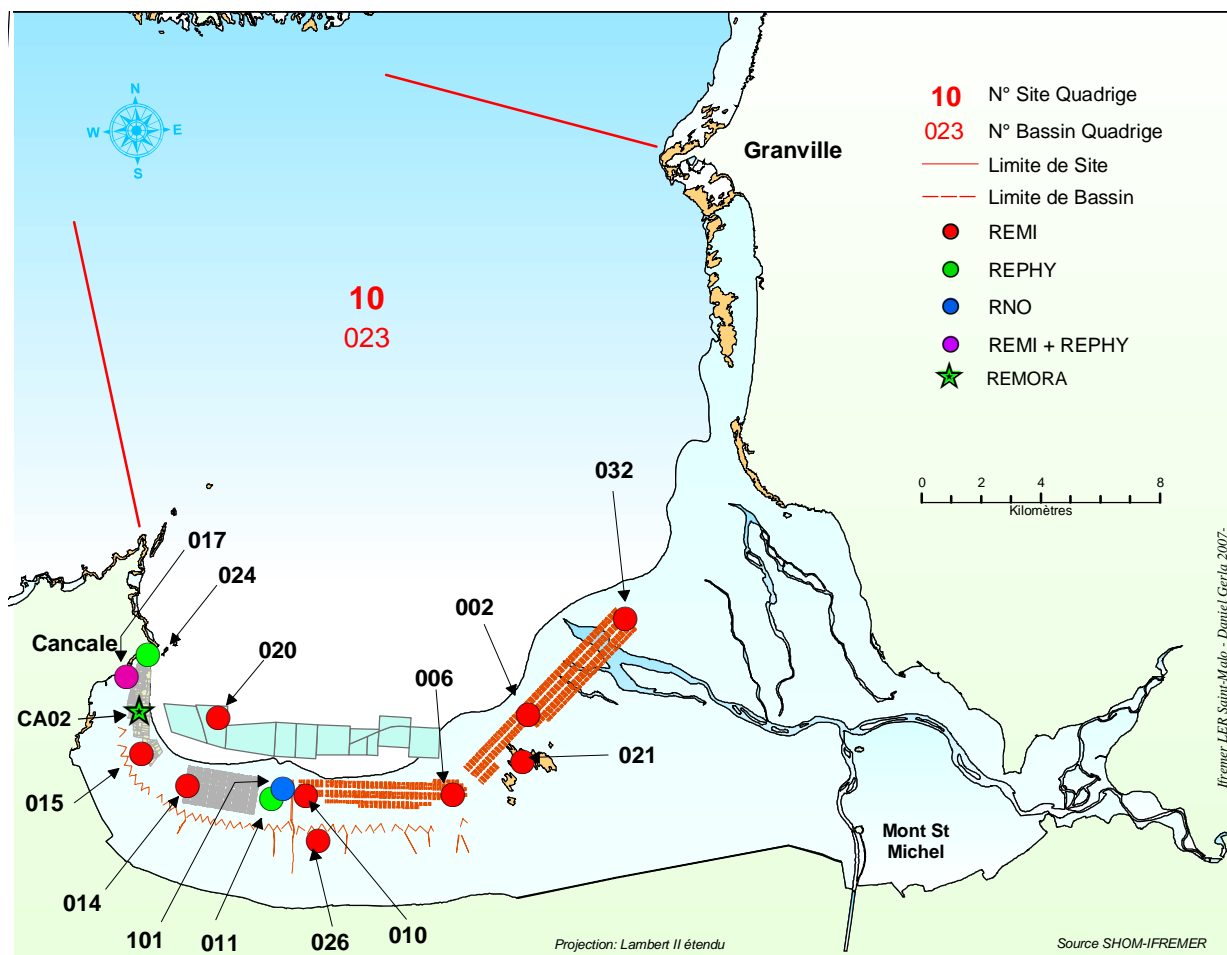 N
W E
S
Granville
10
023
10 N° Site Quadrige
023 N° Bassin Quadrige
Limite de Site
Limite de Bassin
REMI
REPHY
RNO
REMI + REPHY
REMORA
0 2 4 8
Kilomètres
032
017
024
002
Cancale
020
006
CA02
021
015
014
101
011
026
010
Mont St
Michel
Projection: Lambert II étendu
Source SHOM-IFREMER
Ifremer LER Saint-Malo - Daniel Gerla 2007-